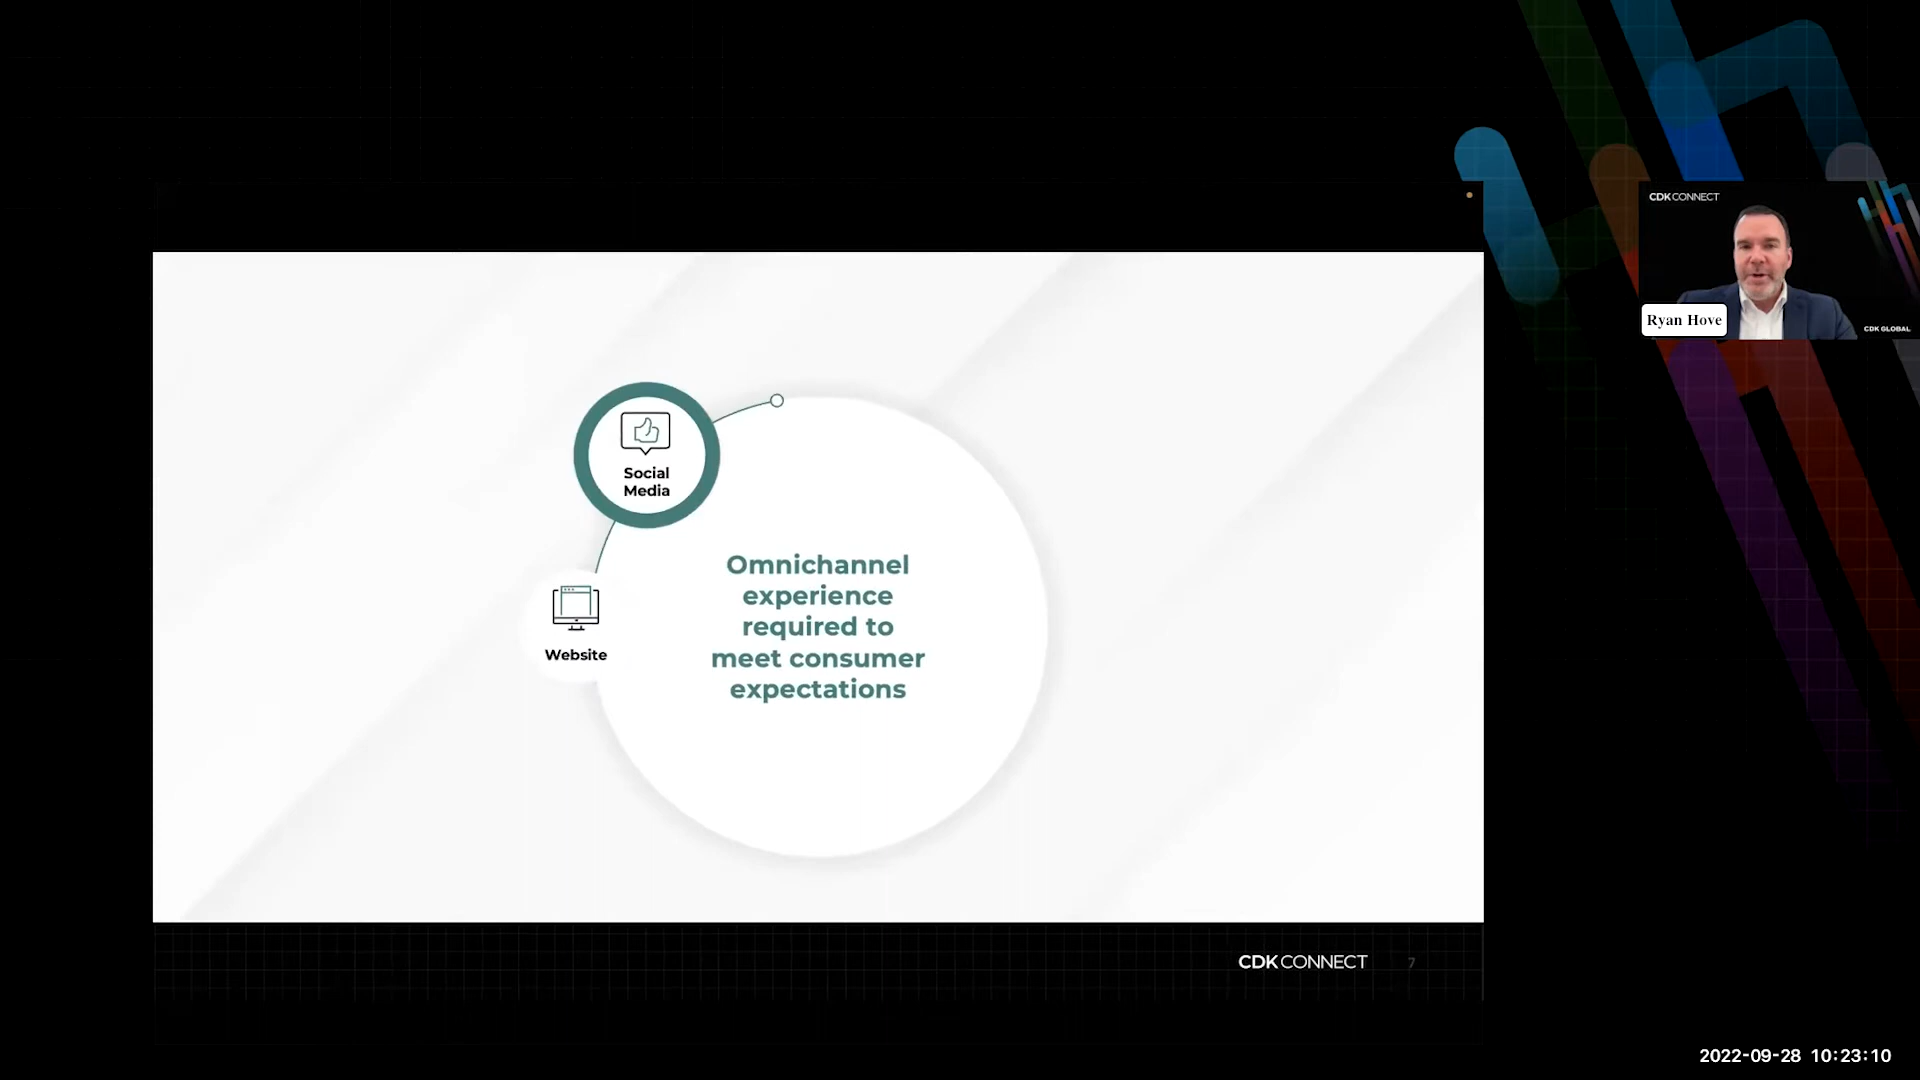 CDK CONNECT
Ryan Hove
CDK GLOBAL
Social
Media
Website
Omnichannel
experience
required to
meet consumer
expectations
CDK CONNECT
7
2022-09-28 10:23:10